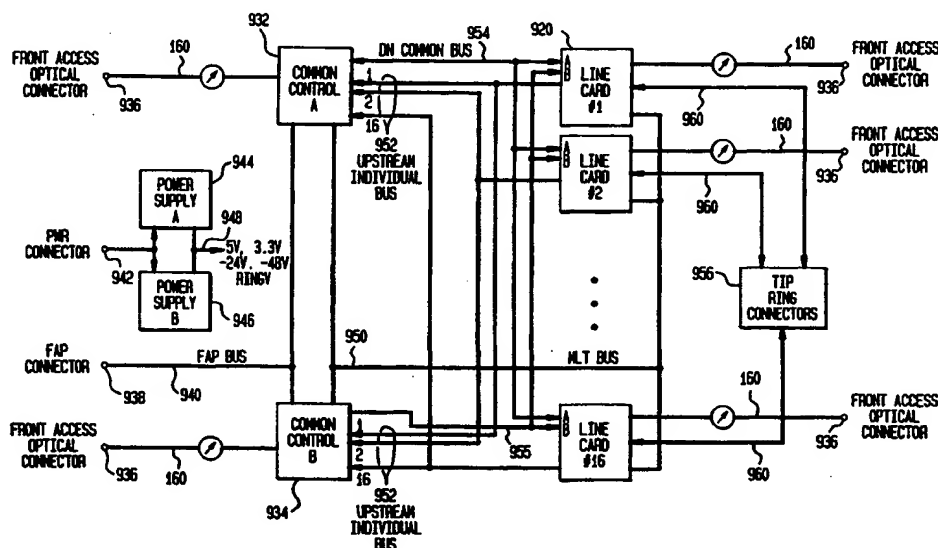 932
954
920
160
FRONT ACCESS
OPTICAL
CONNECTOR
936
COMMON
CONTROL
A
DN COMMON BUS
1
2
16
952
UPSTREAM
INDIVIDUAL
BUS
A
B
LINE
CARD
#1
160
936
FRONT ACCESS
OPTICAL
CONNECTOR
960
A
B
LINE
CARD
#2
160
936
FRONT ACCESS
OPTICAL
CONNECTOR
960
944
POWER
SUPPLY
A
948
PWR
CONNECTOR
942
5V, 3.3V
-24V, -48V
RINGV
POWER
SUPPLY
B
946
956
TIP
RING
CONNECTORS
FAP
CONNECTOR
938
FAP BUS
940
950
MLT BUS
FRONT ACCESS
OPTICAL
CONNECTOR
936
160
COMMON
CONTROL
B
934
1
2
16
952
UPSTREAM
INDIVIDUAL
BUS
955
A
B
LINE
CARD
#16
160
936
FRONT ACCESS
OPTICAL
CONNECTOR
960